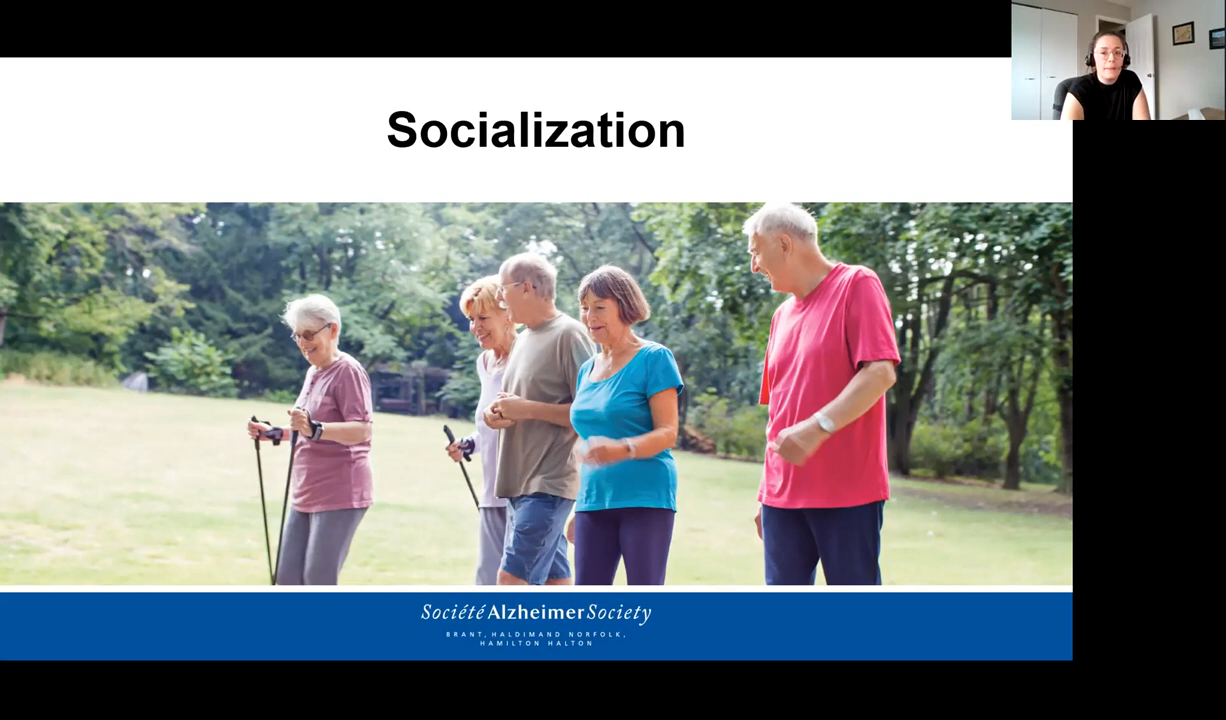 Socialization
Société Alzheimer Society
BRANT, HALDIMAND NORFOLK,
HAMILTON HALTON